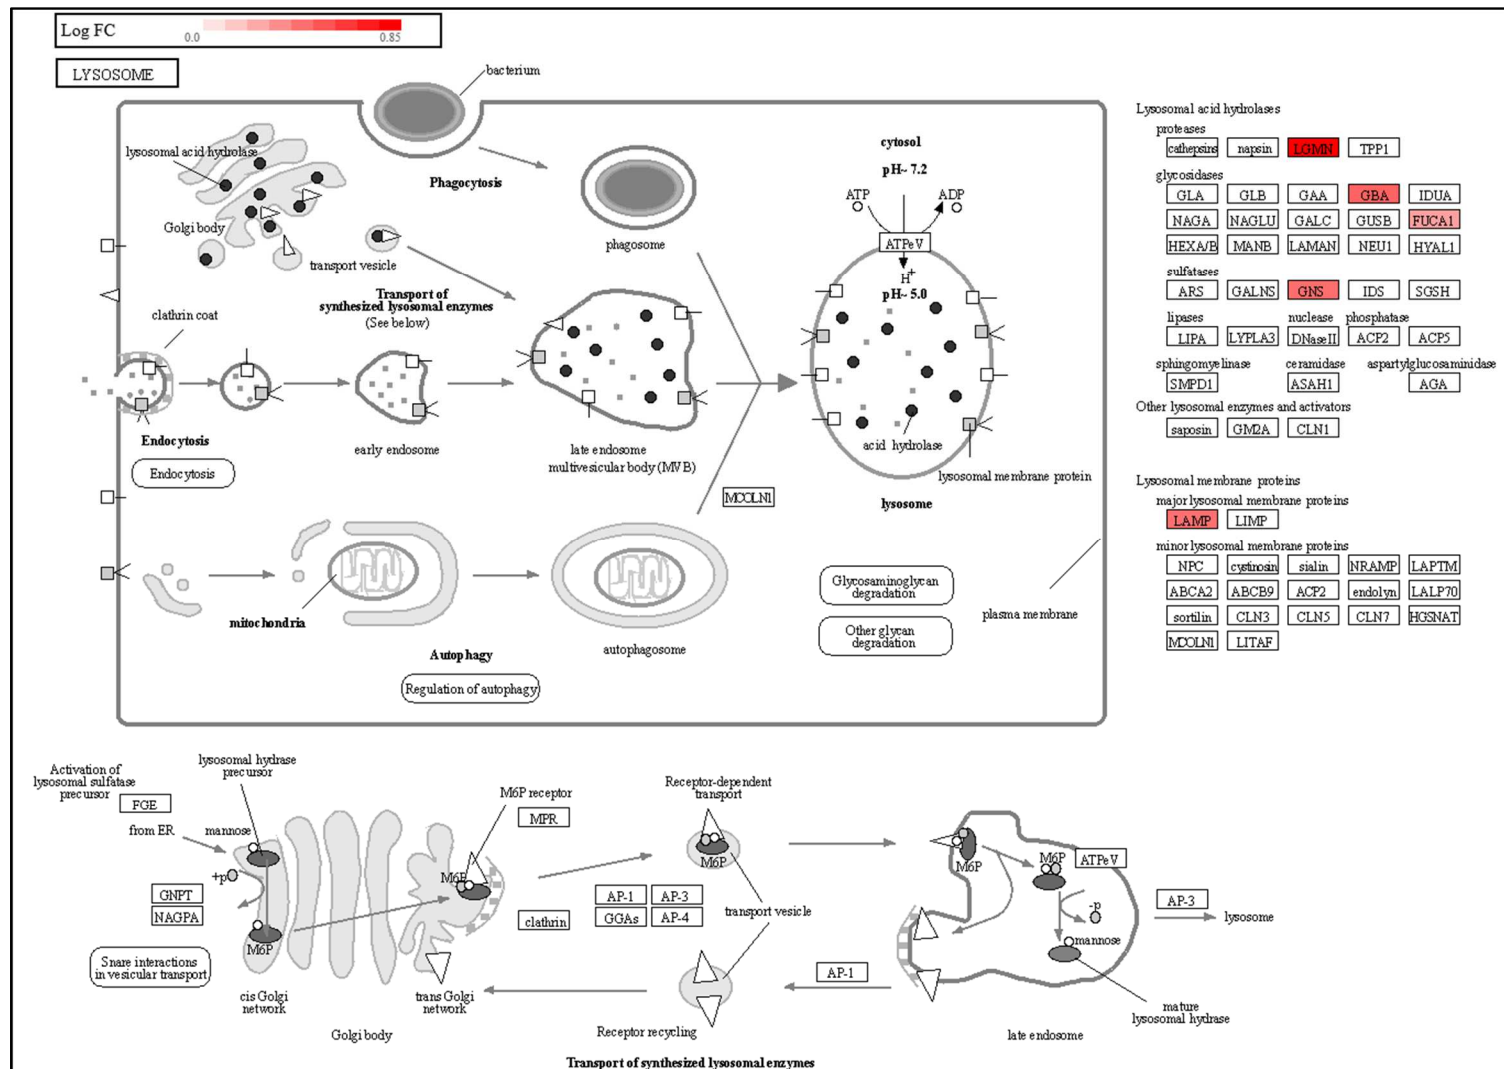 Log FC
0.0
0.85
LYSOSOME
bacterium
lysosomal acid hydrolase
Golgi body
Phagocytosis
phagosome
transport vesicle
Transport of
synthesized lysosomal enzymes
(See below)
clathrin coat
Endocytosis
Endocytosis
early endosome
late endosome
multivesicular body (MVB)
cytosol
pH~ 7.2
ATP
ADP
ATPeV
H+
pH~ 5.0
acid hydrolase
lysosomal membrane protein
lysosome
MCOLN1
mitochondria
Autophagy
Regulation of autophagy
autophagosome
Glycosaminoglycan
degradation
Other glycan
degradation
plasma membrane
Lysosomal acid hydrolases
proteases
cathepsins napsin LGMN TPP1
glycosidases
GLA GLB GAA GBA IDUA
NAGA NAGLU GALC GUSB FUCA1
HEXA/B MANB LAMAN NEU1 HYAL1
sulfatases
ARS GALNS GNS IDS SGSH
lipases nuclease phosphatase
LIPA LYPLA3 DNaseII ACP2 ACP5
sphingomyelinase ceramidase aspartylglucosaminidase
SMPD1 ASAH1 AGA
Other lysosomal enzymes and activators
saposin GM2A CLN1
Lysosomal membrane proteins
major lysosomal membrane proteins
LAMP LIMP
minor lysosomal membrane proteins
NPC cystinosin sialin NRAMP LAPTM
ABCA2 ABCB9 ACP2 endolyn LALP70
sortilin CLN3 CLN5 CLN7 HGSNAT
MCOLN1 LITAF
Activation of
lysosomal sulfatase
precursor
FGE
from ER
lysosomal hydrase
precursor
mannose
+p
GNPT
NAGPA
M6P
Snare interactions
in vesicular transport
cis Golgi
network
Golgi body
trans Golgi
network
M6P receptor
MPR
M6P
clathrin
AP-1 AP-3
GGAs AP-4
Receptor-dependent
transport
M6P
transport vesicle
Receptor recycling
AP-1
M6P
M6P
ATPeV
-p
mannose
AP-3
lysosome
mature
lysosomal hydrase
late endosome
Transport of synthesized lysosomal enzymes